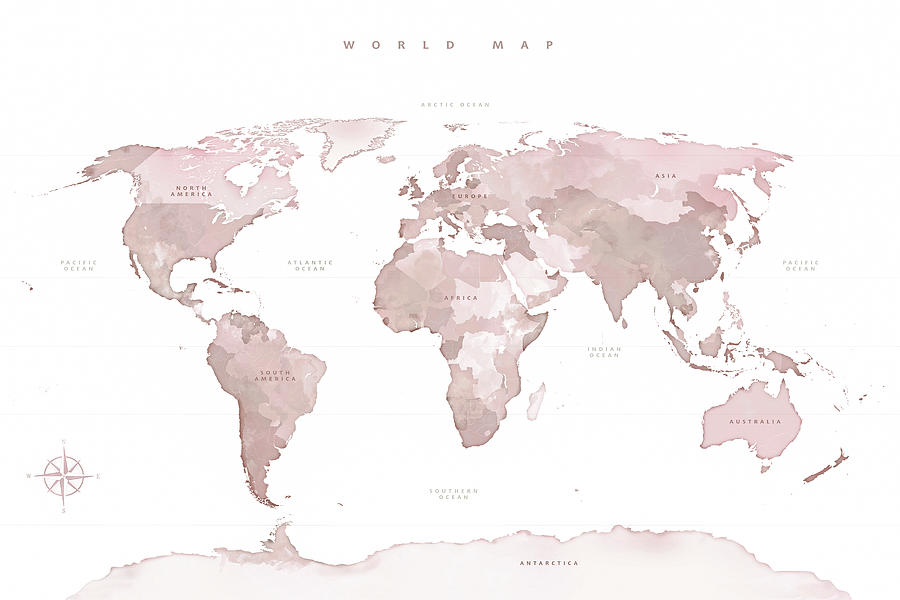 WORLD MAP
ARCTIC OCEAN
NORTH
AMERICA
EUROPE
ASIA
PACIFIC
OCEAN
ATLANTIC
OCEAN
PACIFIC
OCEAN
AFRICA
INDIAN
OCEAN
SOUTH
AMERICA
AUSTRALIA
N
W E
S
SOUTHERN
OCEAN
ANTARCTICA